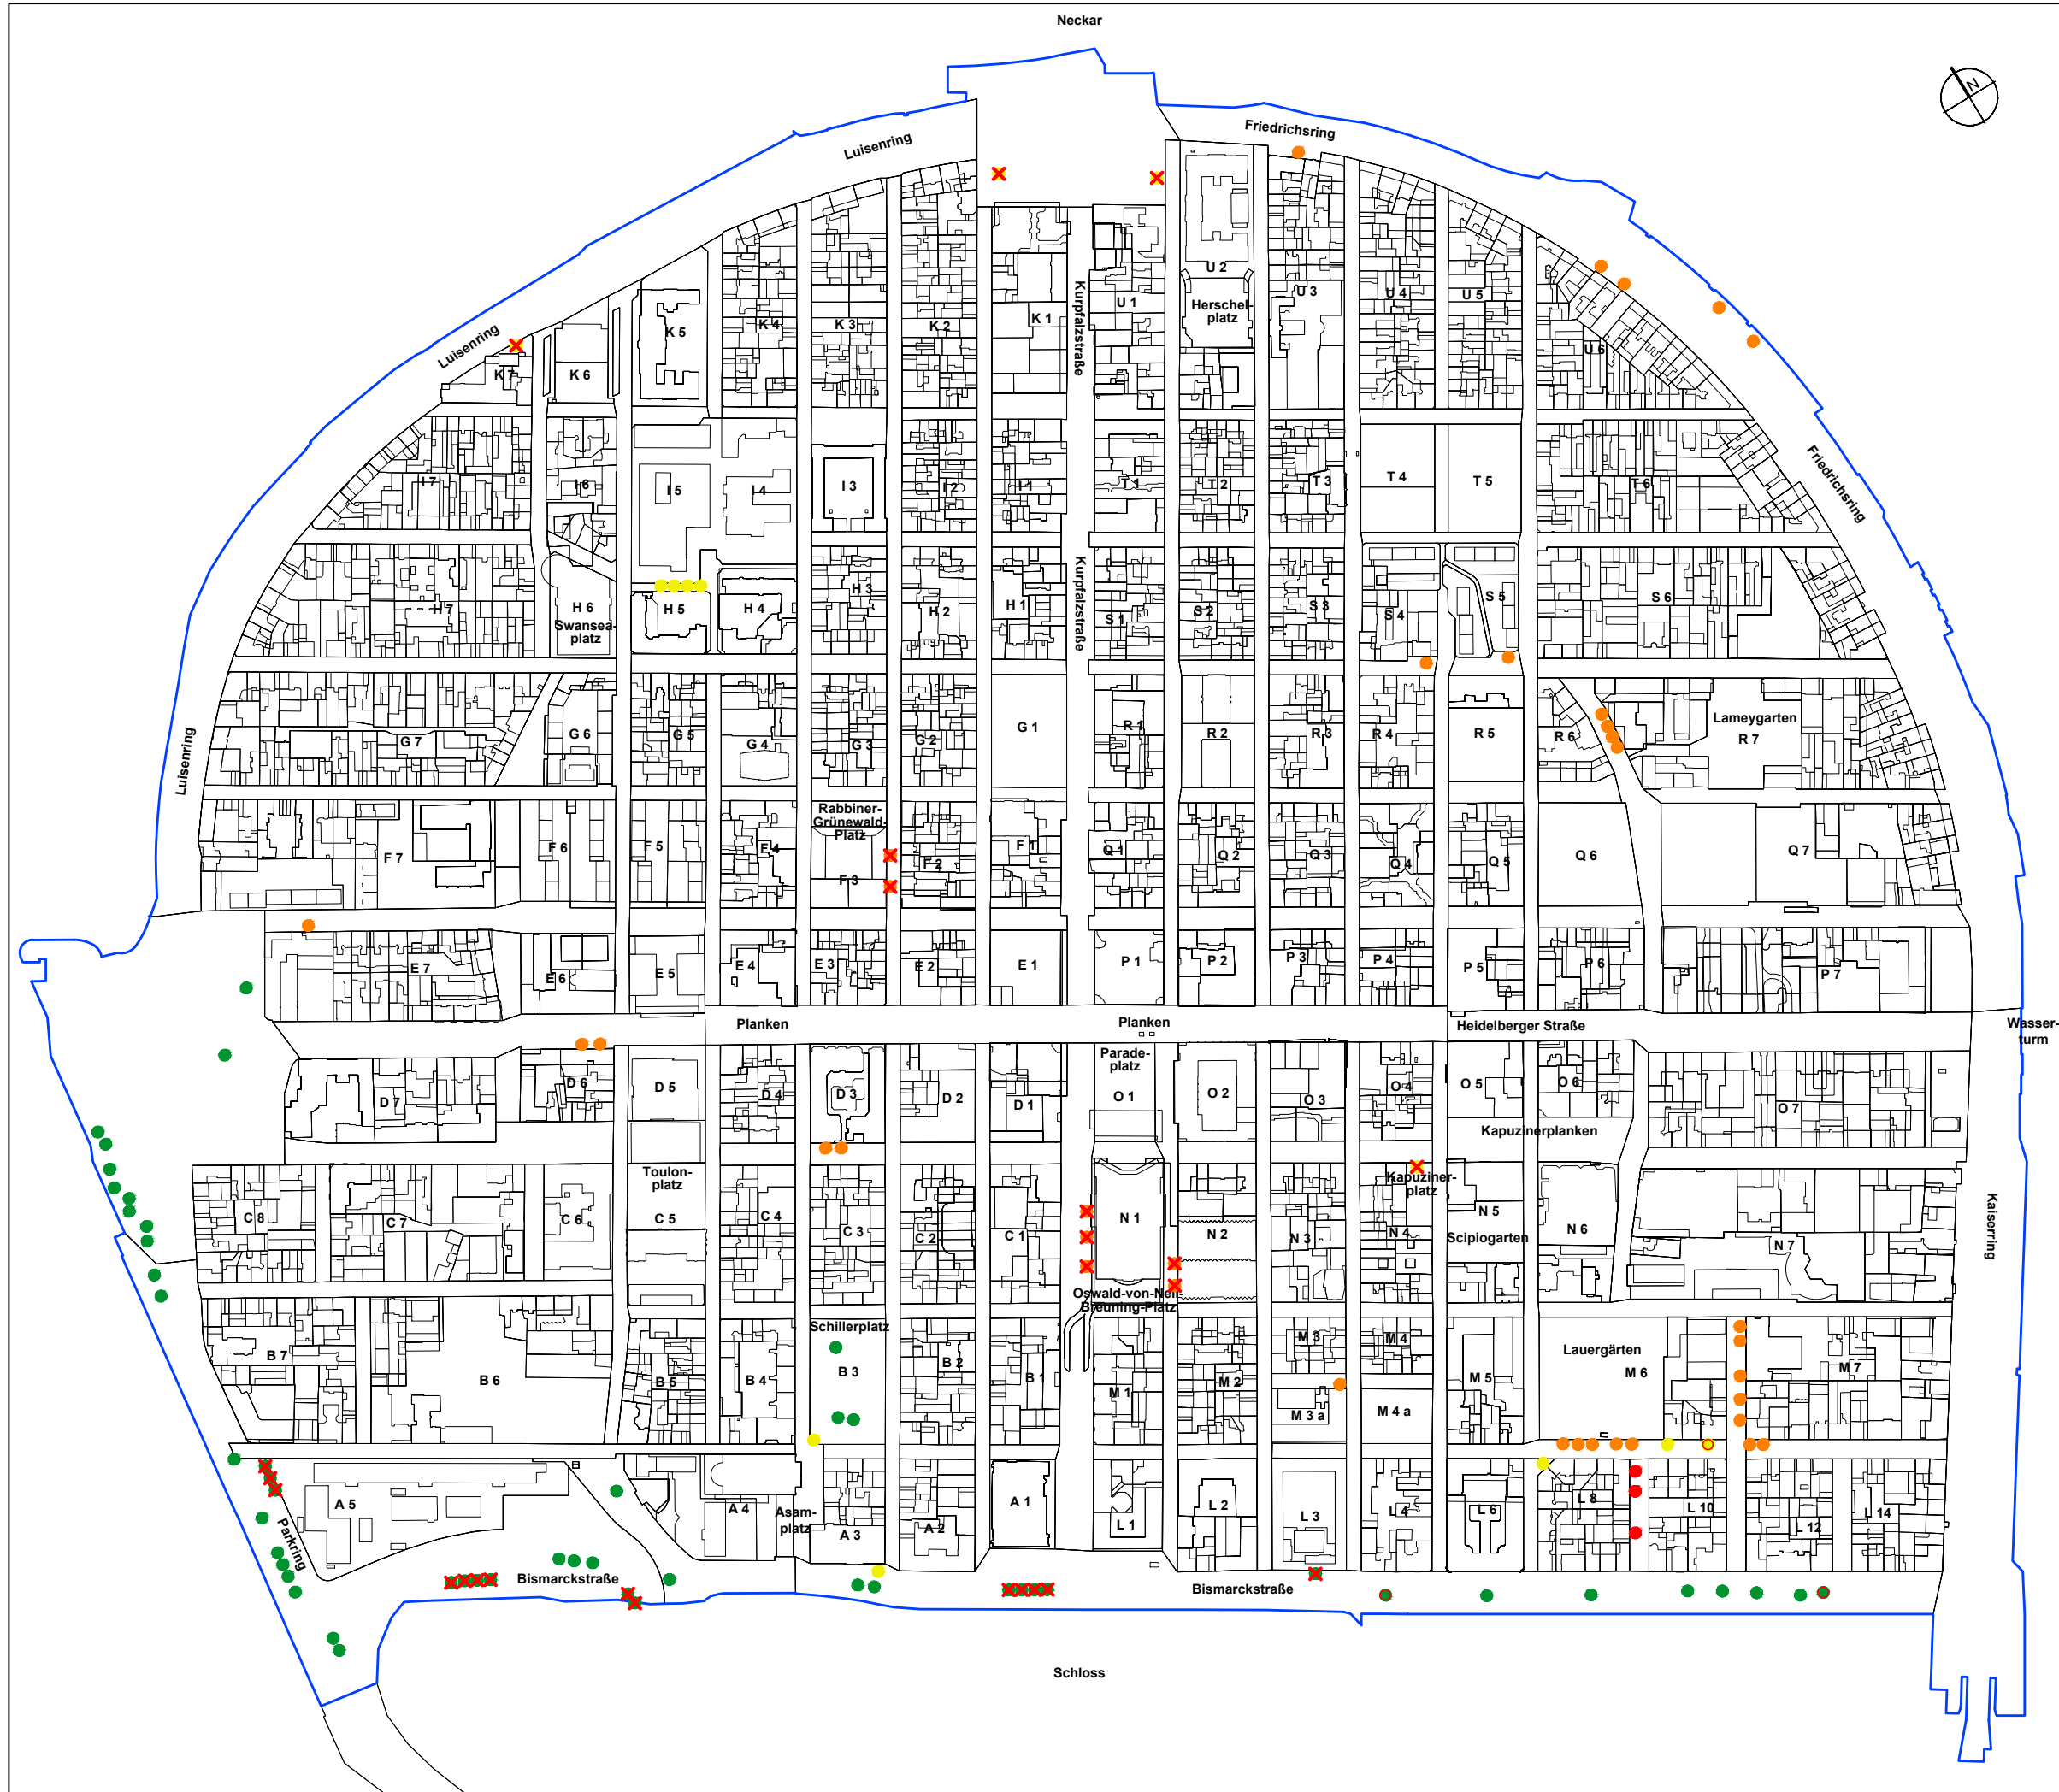 Neckar
N
Luisenring
Friedrichsring
U 2
U 1
Herschel-
platz
U 3
U 4
U 5
Kurpfalzstraße
K 5
K 4
K 3
K 2
K 1
Luisenring
K 7
K 6
U 6
I 7
I 6
I 5
I 4
I 3
I 2
I 1
T 1
T 2
T 3
T 4
T 5
T 6
Friedrichsring
H 7
H 6
Swansea-
platz
H 5
H 4
H 3
H 2
H 1
Kurpfalzstraße
S 1
S 2
S 3
S 4
S 5
S 6
Luisenring
G 7
G 6
G 5
G 4
G 3
G 2
G 1
R 1
R 2
R 3
R 4
R 5
R 6
Lameygarten
R 7
Rabbiner-
Grünewald-
Platz
F 7
F 6
F 5
F 4
F 3
F 2
F 1
Q 1
Q 2
Q 3
Q 4
Q 5
Q 6
Q 7
E 7
E 6
E 5
E 4
E 3
E 2
E 1
P 1
P 2
P 3
P 4
P 5
P 6
P 7
Planken
Planken
Heidelberger Straße
Wasser-
turm
Parade-
platz
D 7
D 6
D 5
D 4
D 3
D 2
D 1
O 1
O 2
O 3
O 4
O 5
O 6
O 7
Kapuzinerplanken
Toulon-
platz
Kapuziner-
platz
C 8
C 7
C 6
C 5
C 4
C 3
C 2
C 1
N 1
N 2
N 3
N 4
N 5
Scipiogarten
N 6
N 7
Kaiserring
Oswald-von-Nell-
Breuning-Platz
Schillerplatz
B 7
B 6
B 5
B 4
B 3
B 2
B 1
M 1
M 2
M 3
M 3 a
M 4
M 4 a
M 5
Lauergärten
M 6
M 7
A 5
A 4
Asam-
platz
A 3
A 2
A 1
L 1
L 2
L 3
L 4
L 6
L 8
L 10
L 12
L 14
Parkring
Bismarckstraße
Bismarckstraße
Schloss